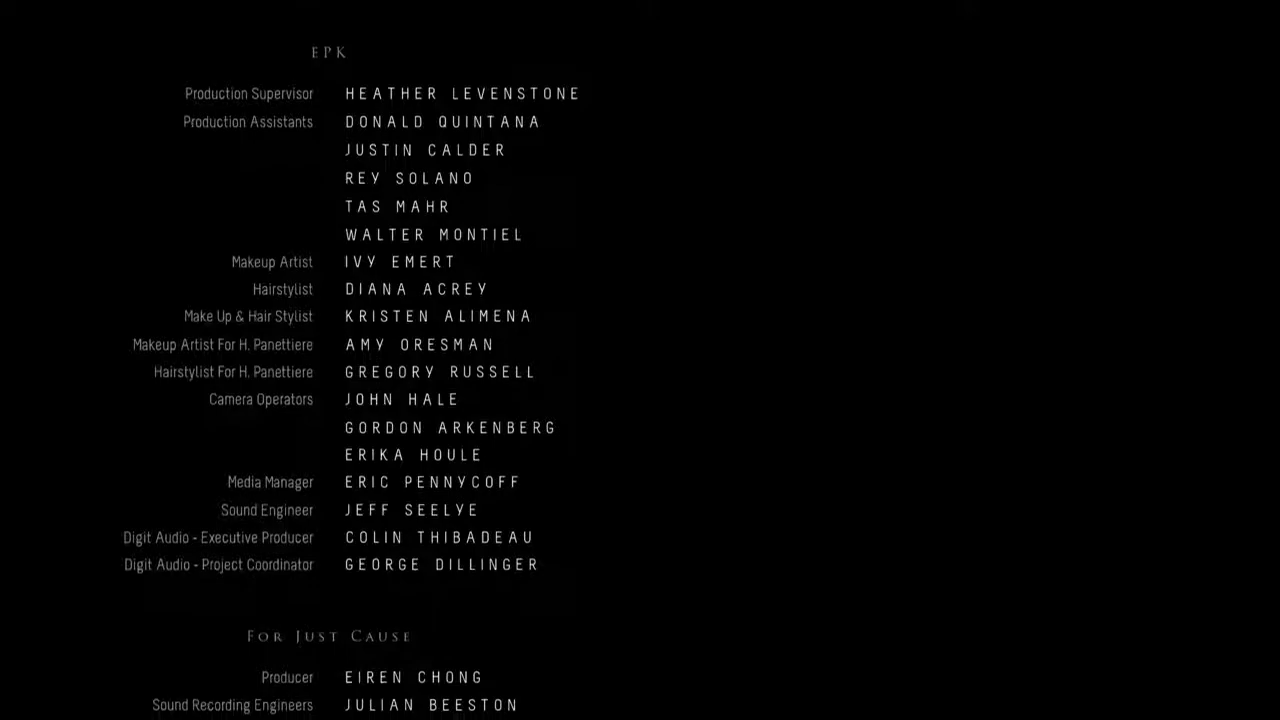 EPK
Production Supervisor HEATHER LEVENSTONE
Production Assistants DONALD QUINTANA
JUSTIN CALDER
REY SOLANO
TAS MAHR
WALTER MONTIEL
Makeup Artist IVY EMERT
Hairstylist DIANA ACREY
Make Up & Hair Stylist KRISTEN ALIMENA
Makeup Artist For H. Panettiere AMY ORESMAN
Hairstylist For H. Panettiere GREGORY RUSSELL
Camera Operators JOHN HALE
GORDON ARKENBERG
ERIKA HOULE
Media Manager ERIC PENNYCOFF
Sound Engineer JEFF SEELYE
Digit Audio - Executive Producer COLIN THIBADEAU
Digit Audio - Project Coordinator GEORGE DILLINGER
For Just Cause
Producer EIREN CHONG
Sound Recording Engineers JULIAN BEESTON